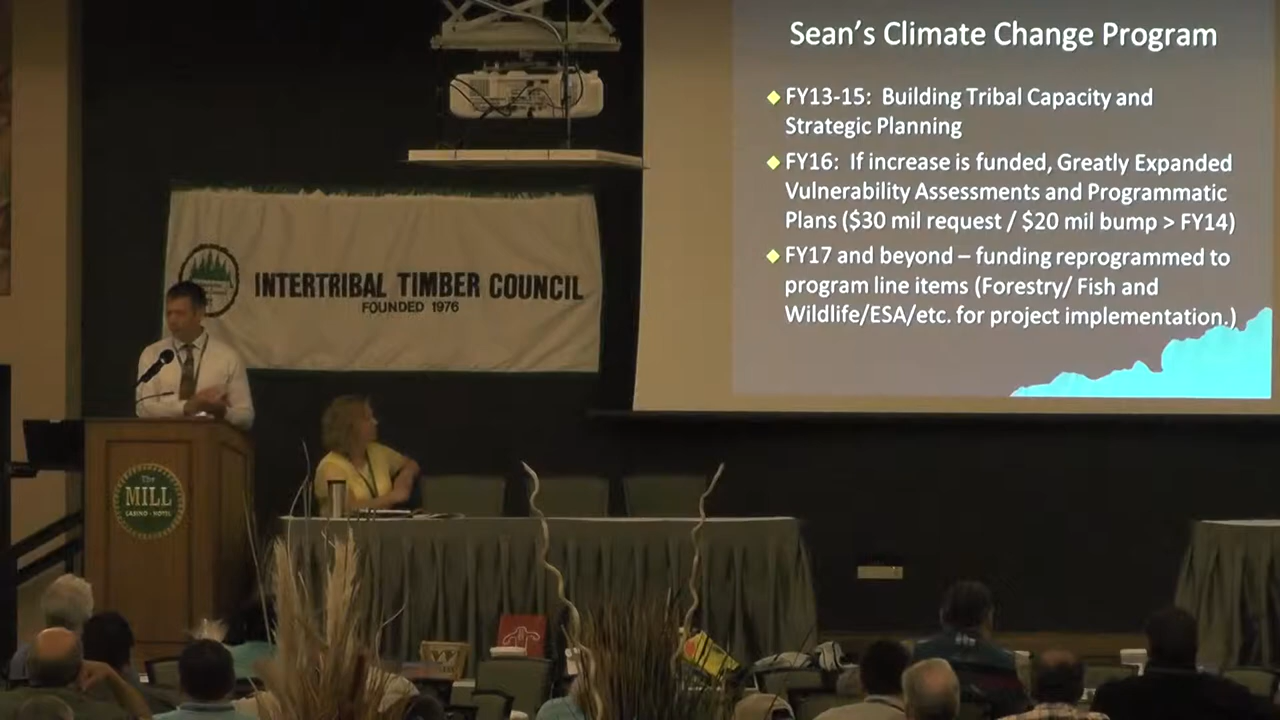 Sean's Climate Change Program
FY13-15: Building Tribal Capacity and
Strategic Planning
FY16: If increase is funded, Greatly Expanded
Vulnerability Assessments and Programmatic
Plans ($30 mil request / $20 mil bump > FY14)
FY17 and beyond – funding reprogrammed to
program line items (Forestry/ Fish and
Wildlife/ESA/etc. for project implementation.)
INTERTRIBAL TIMBER COUNCIL
FOUNDED 1976
The
MILL
CASINO • HOTEL